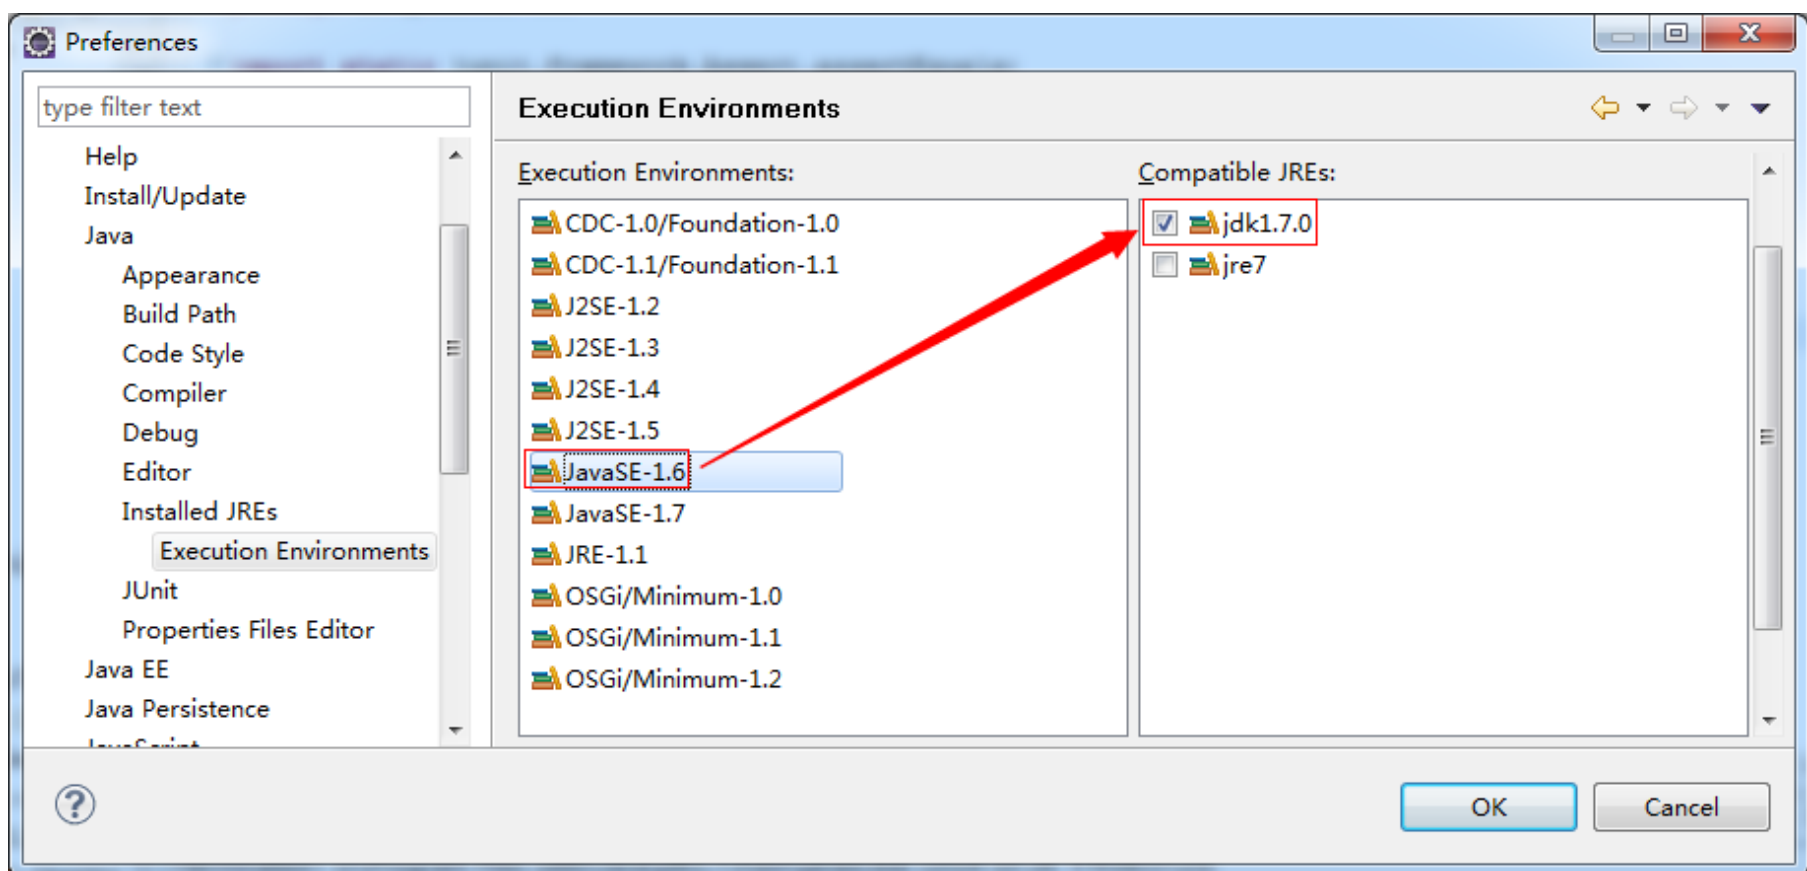 Preferences
type filter text
Help
Install/Update
Java
Appearance
Build Path
Code Style
Compiler
Debug
Editor
Installed JREs
Execution Environments
JUnit
Properties Files Editor
Java EE
Java Persistence
JavaScript
Execution Environments
Execution Environments:
CDC-1.0/Foundation-1.0
CDC-1.1/Foundation-1.1
J2SE-1.2
J2SE-1.3
J2SE-1.4
J2SE-1.5
JavaSE-1.6
JavaSE-1.7
JRE-1.1
OSGi/Minimum-1.0
OSGi/Minimum-1.1
OSGi/Minimum-1.2
Compatible JREs:
jdk1.7.0
jre7
OK
Cancel